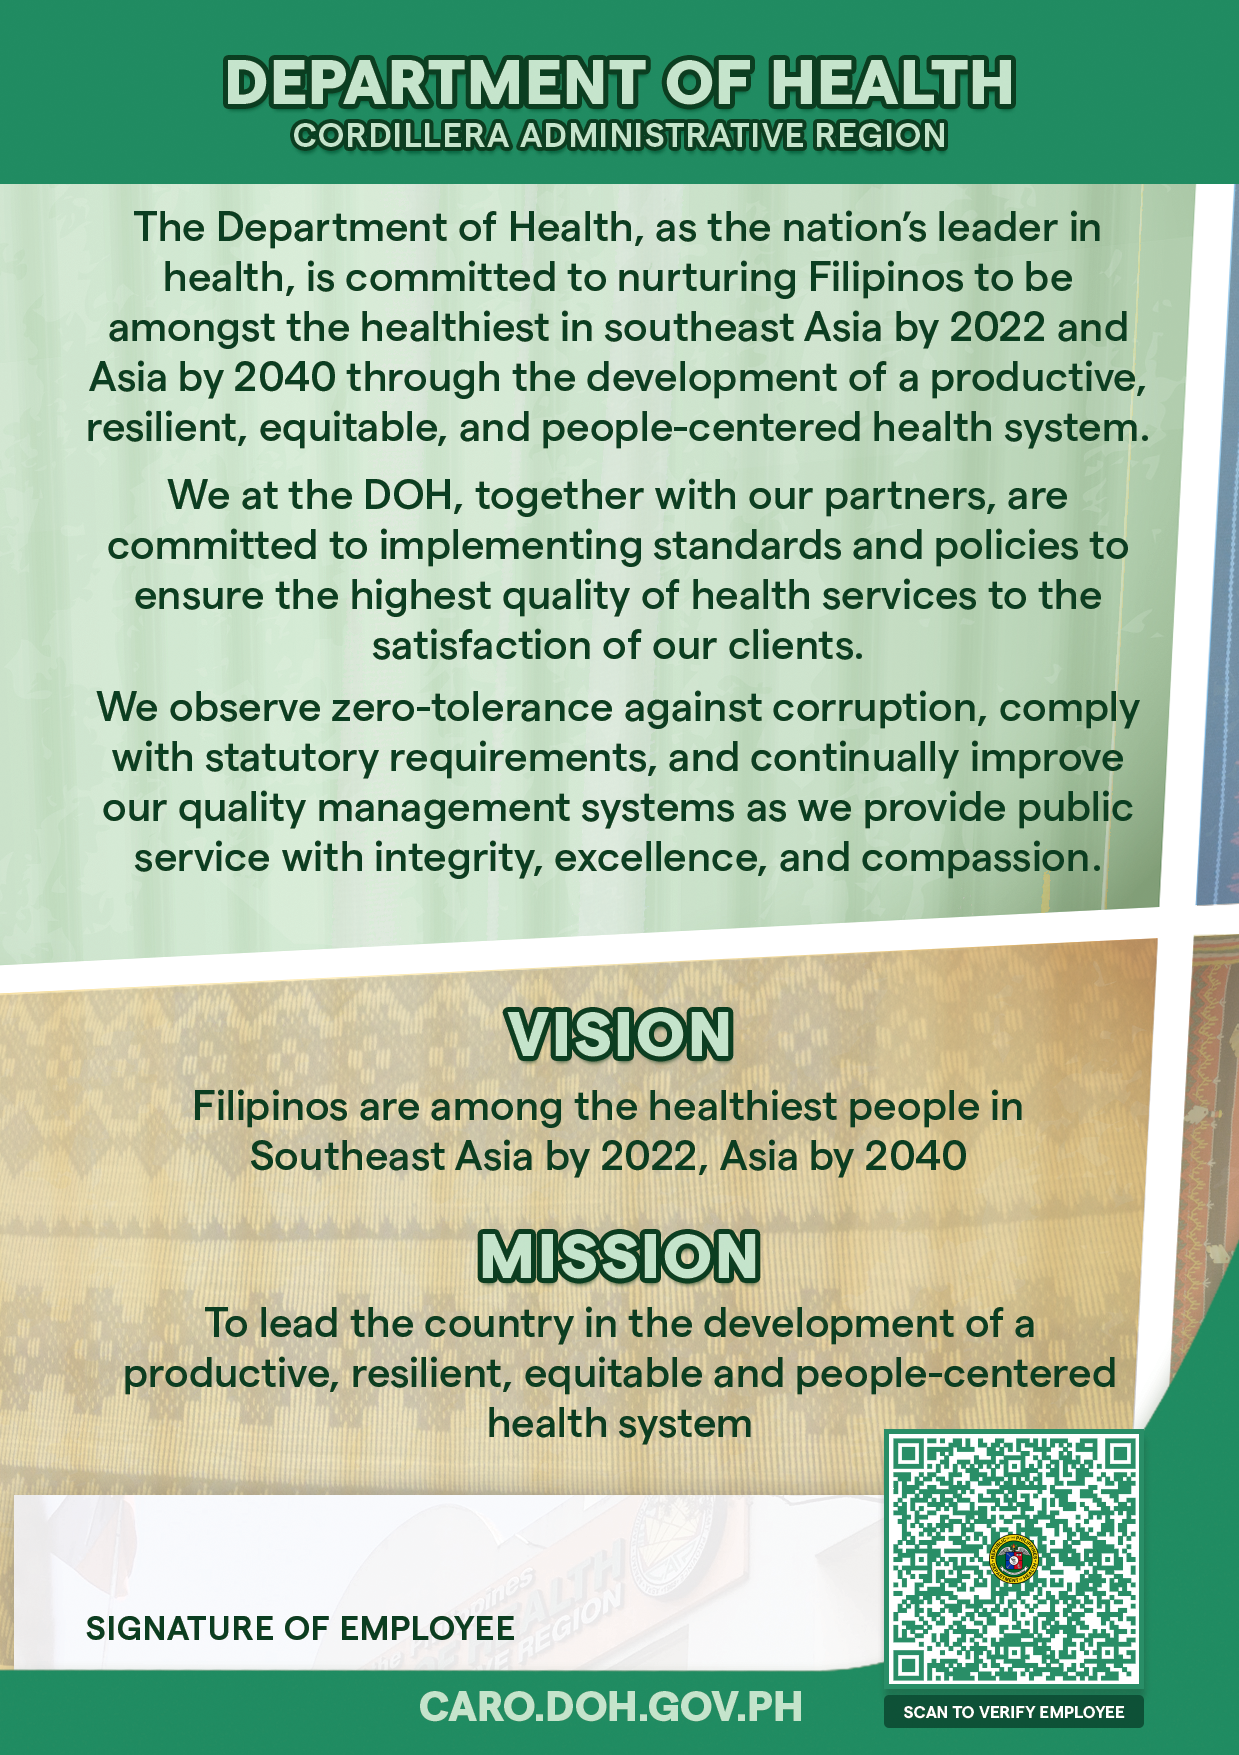 DEPARTMENT OF HEALTH
CORDILLERA ADMINISTRATIVE REGION
The Department of Health, as the nation’s leader in
health, is committed to nurturing Filipinos to be
amongst the healthiest in southeast Asia by 2022 and
Asia by 2040 through the development of a productive,
resilient, equitable, and people-centered health system.
We at the DOH, together with our partners, are
committed to implementing standards and policies to
ensure the highest quality of health services to the
satisfaction of our clients.
We observe zero-tolerance against corruption, comply
with statutory requirements, and continually improve
our quality management systems as we provide public
service with integrity, excellence, and compassion.
VISION
Filipinos are among the healthiest people in
Southeast Asia by 2022, Asia by 2040
MISSION
To lead the country in the development of a
productive, resilient, equitable and people-centered
health system
SIGNATURE OF EMPLOYEE
CARO.DOH.GOV.PH
SCAN TO VERIFY EMPLOYEE